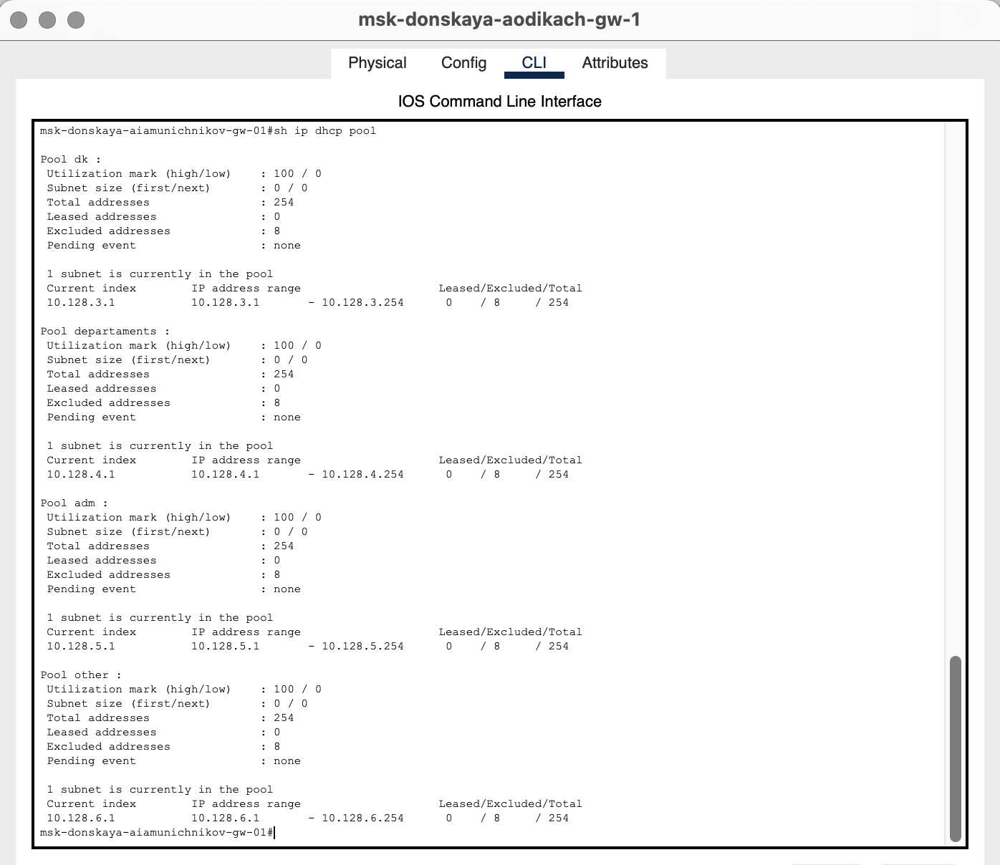 msk-donskaya-aodikach-gw-1
Physical Config CLI Attributes
IOS Command Line Interface
msk-donskaya-aiamunichnikov-gw-01#sh ip dhcp pool
Pool dk :
Utilization mark (high/low) : 100 / 0
Subnet size (first/next) : 0 / 0
Total addresses : 254
Leased addresses : 0
Excluded addresses : 8
Pending event : none
1 subnet is currently in the pool
Current index IP address range Leased/Excluded/Total
10.128.3.1 10.128.3.1 - 10.128.3.254 0 / 8 / 254
Pool departaments :
Utilization mark (high/low) : 100 / 0
Subnet size (first/next) : 0 / 0
Total addresses : 254
Leased addresses : 0
Excluded addresses : 8
Pending event : none
1 subnet is currently in the pool
Current index IP address range Leased/Excluded/Total
10.128.4.1 10.128.4.1 - 10.128.4.254 0 / 8 / 254
Pool adm :
Utilization mark (high/low) : 100 / 0
Subnet size (first/next) : 0 / 0
Total addresses : 254
Leased addresses : 0
Excluded addresses : 8
Pending event : none
1 subnet is currently in the pool
Current index IP address range Leased/Excluded/Total
10.128.5.1 10.128.5.1 - 10.128.5.254 0 / 8 / 254
Pool other :
Utilization mark (high/low) : 100 / 0
Subnet size (first/next) : 0 / 0
Total addresses : 254
Leased addresses : 0
Excluded addresses : 8
Pending event : none
1 subnet is currently in the pool
Current index IP address range Leased/Excluded/Total
10.128.6.1 10.128.6.1 - 10.128.6.254 0 / 8 / 254
msk-donskaya-aiamunichnikov-gw-01#